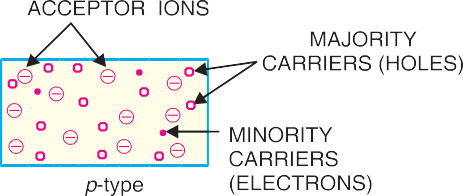 ACCEPTOR IONS
MAJORITY
CARRIERS (HOLES)
MINORITY
CARRIERS
(ELECTRONS)
p-type